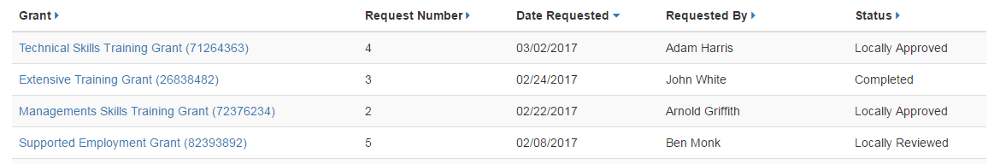 Grant Request Number Date Requested Requested By Status
Technical Skills Training Grant (71264363) 4 03/02/2017 Adam Harris Locally Approved
Extensive Training Grant (26838482) 3 02/24/2017 John White Completed
Managements Skills Training Grant (72376234) 2 02/22/2017 Arnold Griffith Locally Approved
Supported Employment Grant (82393892) 5 02/08/2017 Ben Monk Locally Reviewed